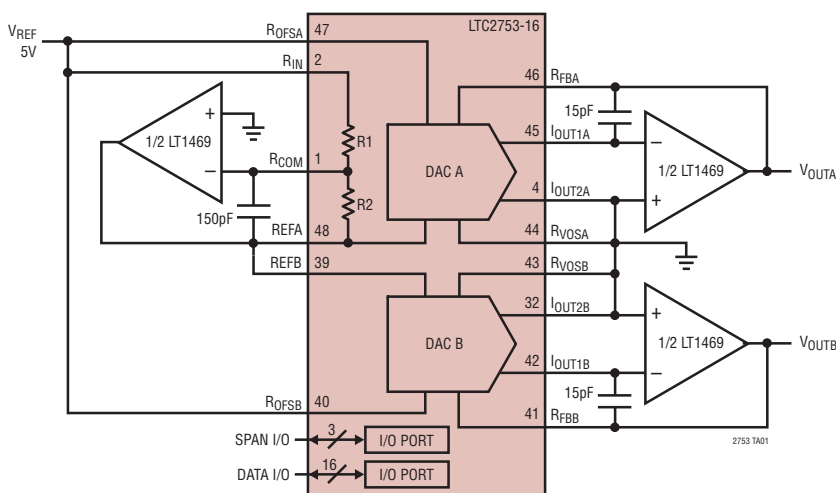 LTC2753-16
VREF
5V
ROFSA 47
RIN 2
46 RFBA
15pF
+
1/2 LT1469
–
R1
RCOM 1
DAC A
45 IOUT1A
–
1/2 LT1469
+
VOUTA
R2
4 IOUT2A
150pF
REFA 48
44 RVOSA
REFB 39
43 RVOSB
32 IOUT2B
+
1/2 LT1469
–
VOUTB
DAC B
42 IOUT1B
15pF
ROFSB 40
41 RFBB
SPAN I/O 3 I/O PORT
DATA I/O 16 I/O PORT
2753 TA01